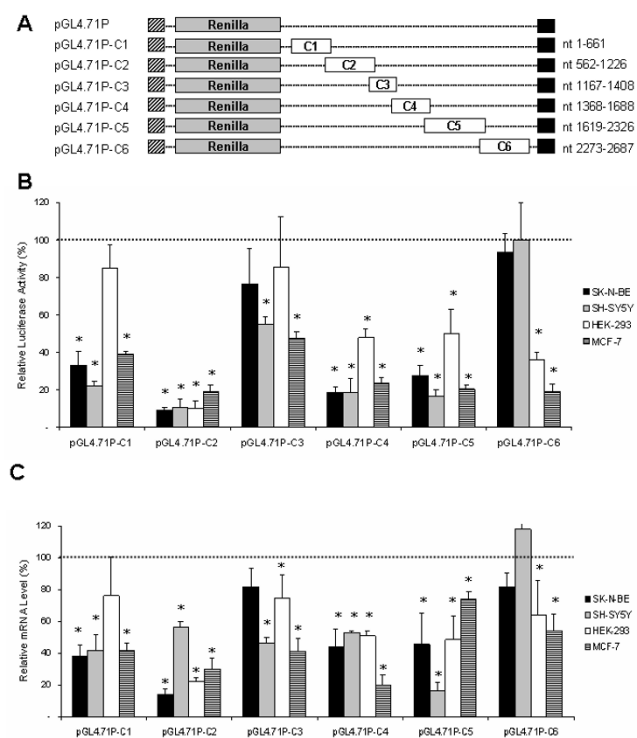 A
pGL4.71P Renilla
pGL4.71P-C1 Renilla C1 nt 1-661
pGL4.71P-C2 Renilla C2 nt 562-1226
pGL4.71P-C3 Renilla C3 nt 1167-1408
pGL4.71P-C4 Renilla C4 nt 1368-1688
pGL4.71P-C5 Renilla C5 nt 1619-2326
pGL4.71P-C6 Renilla C6 nt 2273-2687
B
Relative Luciferase Activity (%)
120
100
80
60
40
20
-
* * * * * * * * * * * * * * * * * * * * *
SK-N-BE
SH-SY5Y
HEK-293
MCF-7
pGL4.71P-C1 pGL4.71P-C2 pGL4.71P-C3 pGL4.71P-C4 pGL4.71P-C5 pGL4.71P-C6
C
Relative mRNA Level (%)
120
100
80
60
40
20
-
* * * * * * * * * * * * * * * * * * * *
SK-N-BE
SH-SY5Y
HEK-293
MCF-7
pGL4.71P-C1 pGL4.71P-C2 pGL4.71P-C3 pGL4.71P-C4 pGL4.71P-C5 pGL4.71P-C6